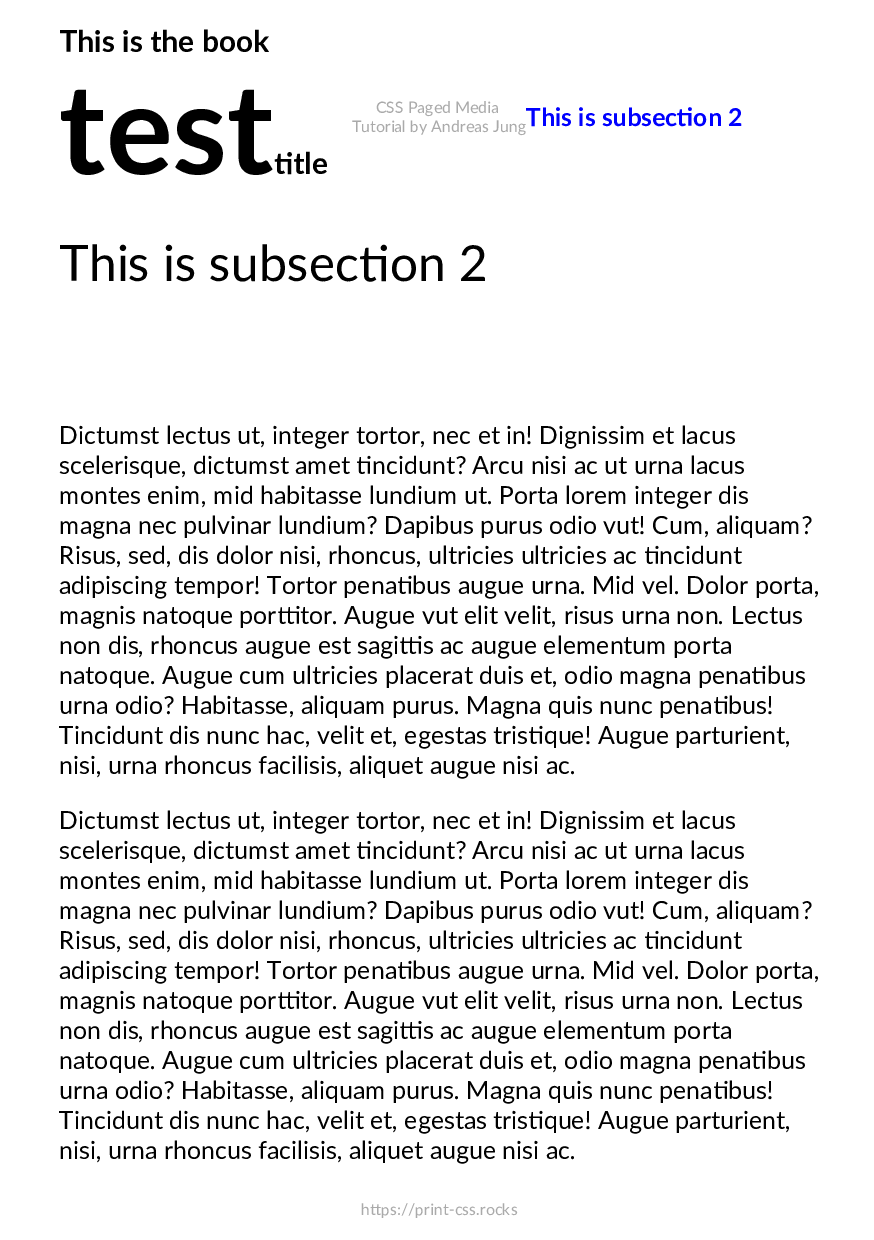 This is the book
test title
CSS Paged Media
Tutorial by Andreas Jung
This is subsection 2
This is subsection 2
Dictumst lectus ut, integer tortor, nec et in! Dignissim et lacus
scelerisque, dictumst amet tincidunt? Arcu nisi ac ut urna lacus
montes enim, mid habitasse lundium ut. Porta lorem integer dis
magna nec pulvinar lundium? Dapibus purus odio vut! Cum, aliquam?
Risus, sed, dis dolor nisi, rhoncus, ultricies ultricies ac tincidunt
adipiscing tempor! Tortor penatibus augue urna. Mid vel. Dolor porta,
magnis natoque porttitor. Augue vut elit velit, risus urna non. Lectus
non dis, rhoncus augue est sagittis ac augue elementum porta
natoque. Augue cum ultricies placerat duis et, odio magna penatibus
urna odio? Habitasse, aliquam purus. Magna quis nunc penatibus!
Tincidunt dis nunc hac, velit et, egestas tristique! Augue parturient,
nisi, urna rhoncus facilisis, aliquet augue nisi ac.
Dictumst lectus ut, integer tortor, nec et in! Dignissim et lacus
scelerisque, dictumst amet tincidunt? Arcu nisi ac ut urna lacus
montes enim, mid habitasse lundium ut. Porta lorem integer dis
magna nec pulvinar lundium? Dapibus purus odio vut! Cum, aliquam?
Risus, sed, dis dolor nisi, rhoncus, ultricies ultricies ac tincidunt
adipiscing tempor! Tortor penatibus augue urna. Mid vel. Dolor porta,
magnis natoque porttitor. Augue vut elit velit, risus urna non. Lectus
non dis, rhoncus augue est sagittis ac augue elementum porta
natoque. Augue cum ultricies placerat duis et, odio magna penatibus
urna odio? Habitasse, aliquam purus. Magna quis nunc penatibus!
Tincidunt dis nunc hac, velit et, egestas tristique! Augue parturient,
nisi, urna rhoncus facilisis, aliquet augue nisi ac.
https://print-css.rocks